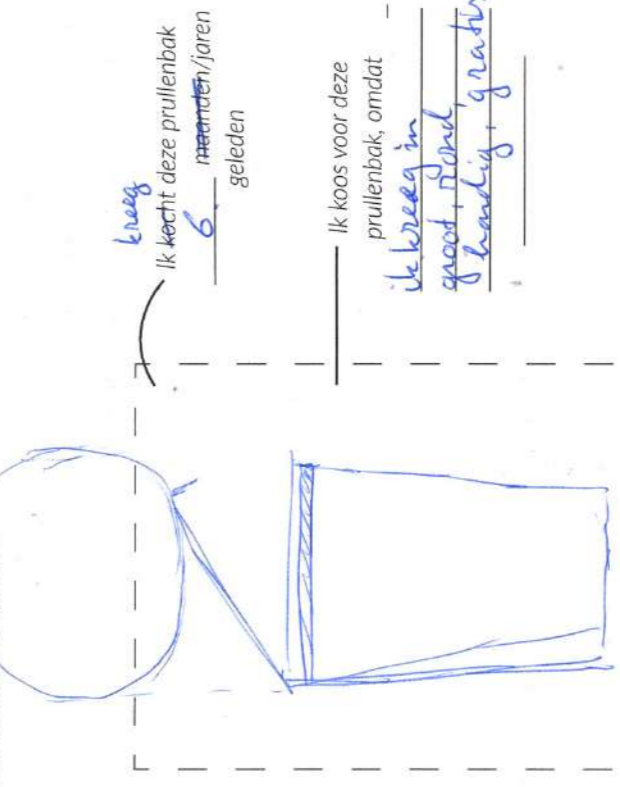 kreeg
Ik kocht deze prullenbak
6 maanden/jaren
geleden
Ik koos voor deze
prullenbak, omdat
ik kreeg in
groot, rond,
handig, gratis